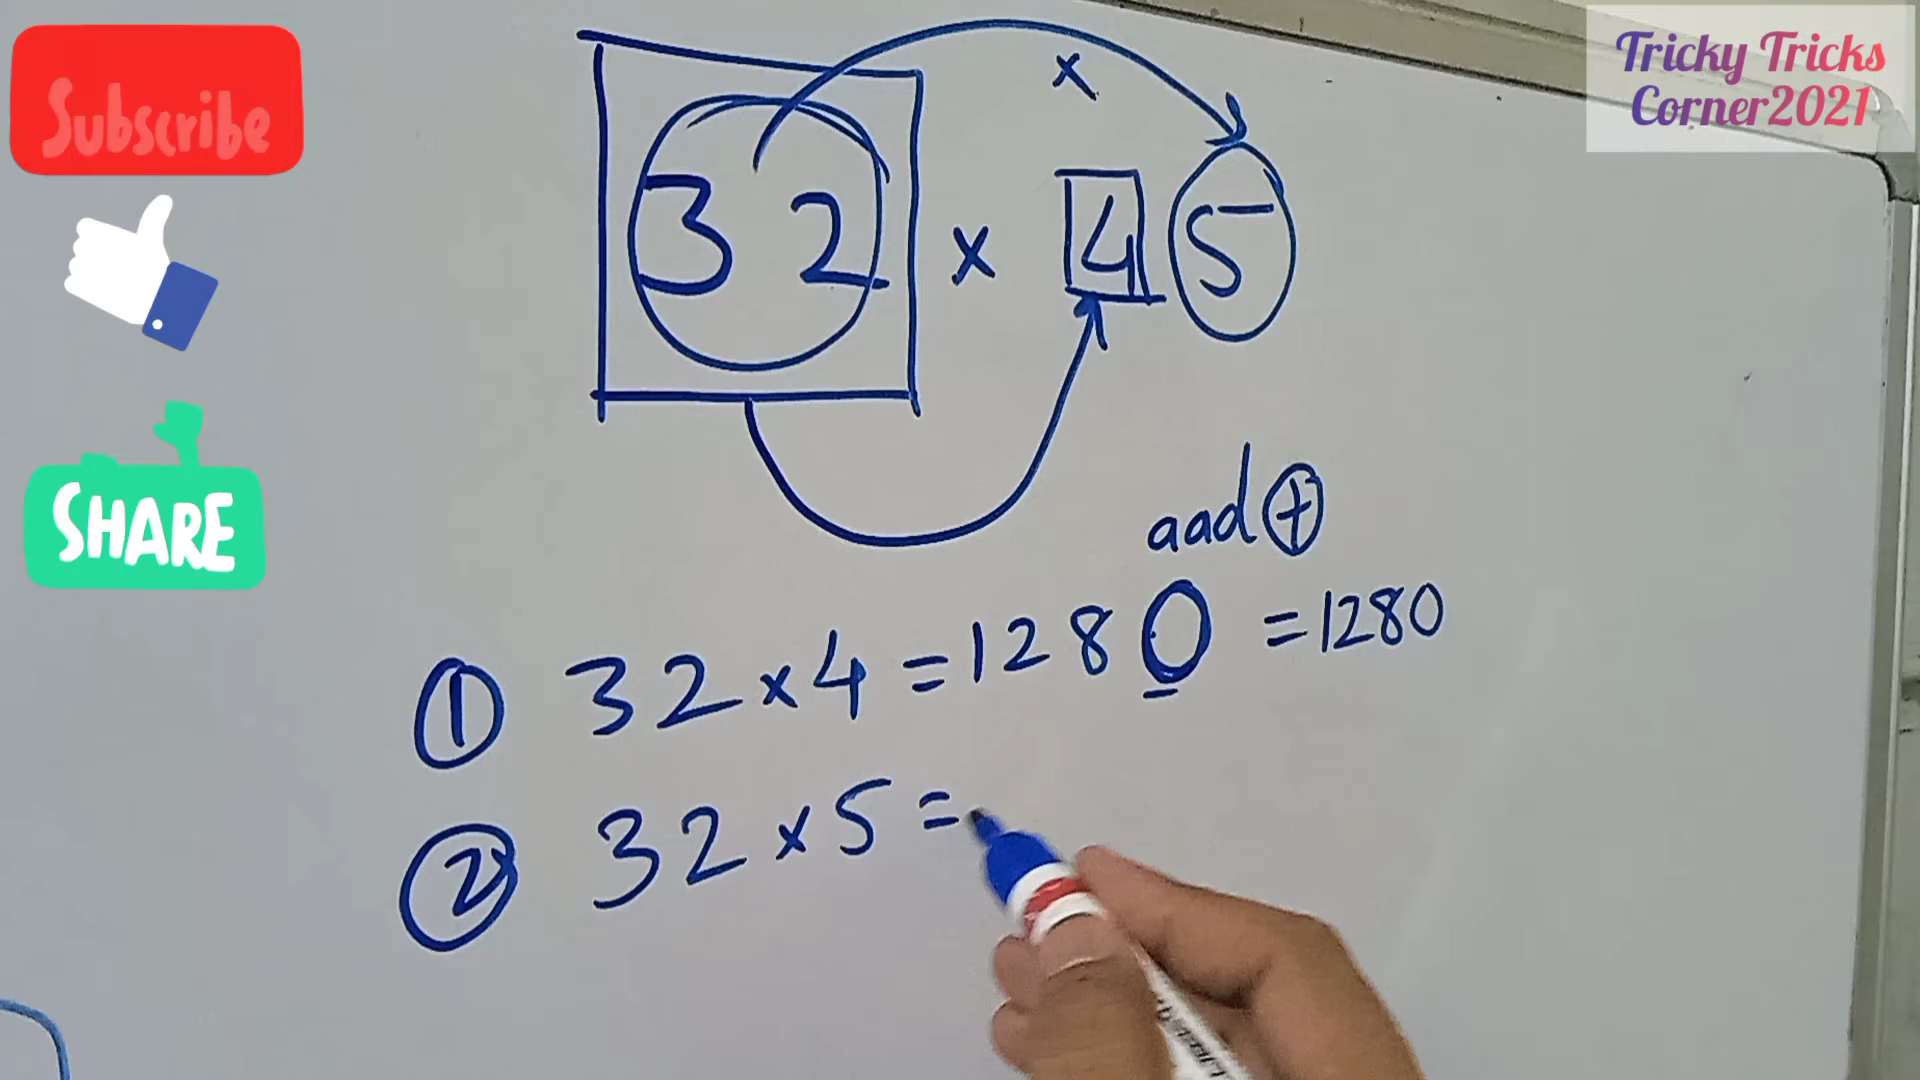 Subscribe
Tricky Tricks
Corner2021
x
32 x 45
SHARE
aad +
1 32 x 4 = 1280 = 1280
2 32 x 5 =